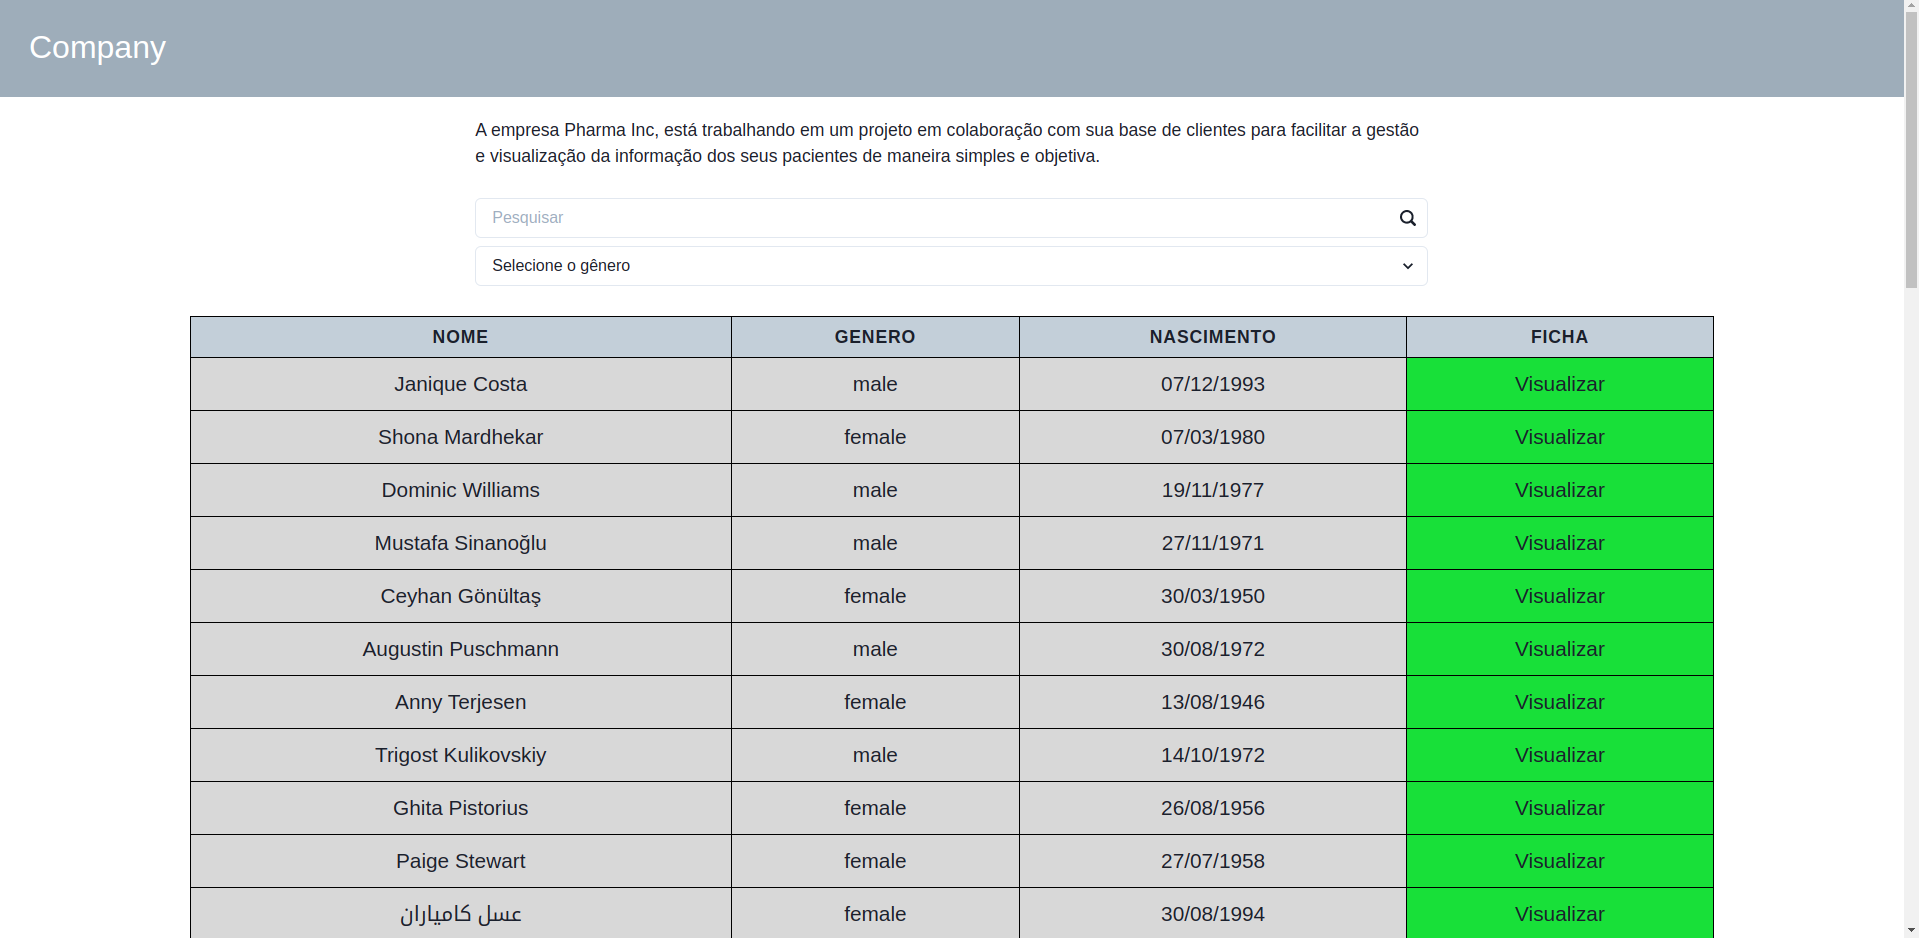 Company
A empresa Pharma Inc, está trabalhando em um projeto em colaboração com sua base de clientes para facilitar a gestão
e visualização da informação dos seus pacientes de maneira simples e objetiva.
Pesquisar
Selecione o gênero
NOME GENERO NASCIMENTO FICHA
Janique Costa male 07/12/1993 Visualizar
Shona Mardhekar female 07/03/1980 Visualizar
Dominic Williams male 19/11/1977 Visualizar
Mustafa Sinanoğlu male 27/11/1971 Visualizar
Ceyhan Gönültaş female 30/03/1950 Visualizar
Augustin Puschmann male 30/08/1972 Visualizar
Anny Terjesen female 13/08/1946 Visualizar
Trigost Kulikovskiy male 14/10/1972 Visualizar
Ghita Pistorius female 26/08/1956 Visualizar
Paige Stewart female 27/07/1958 Visualizar
عسل کامیاران female 30/08/1994 Visualizar